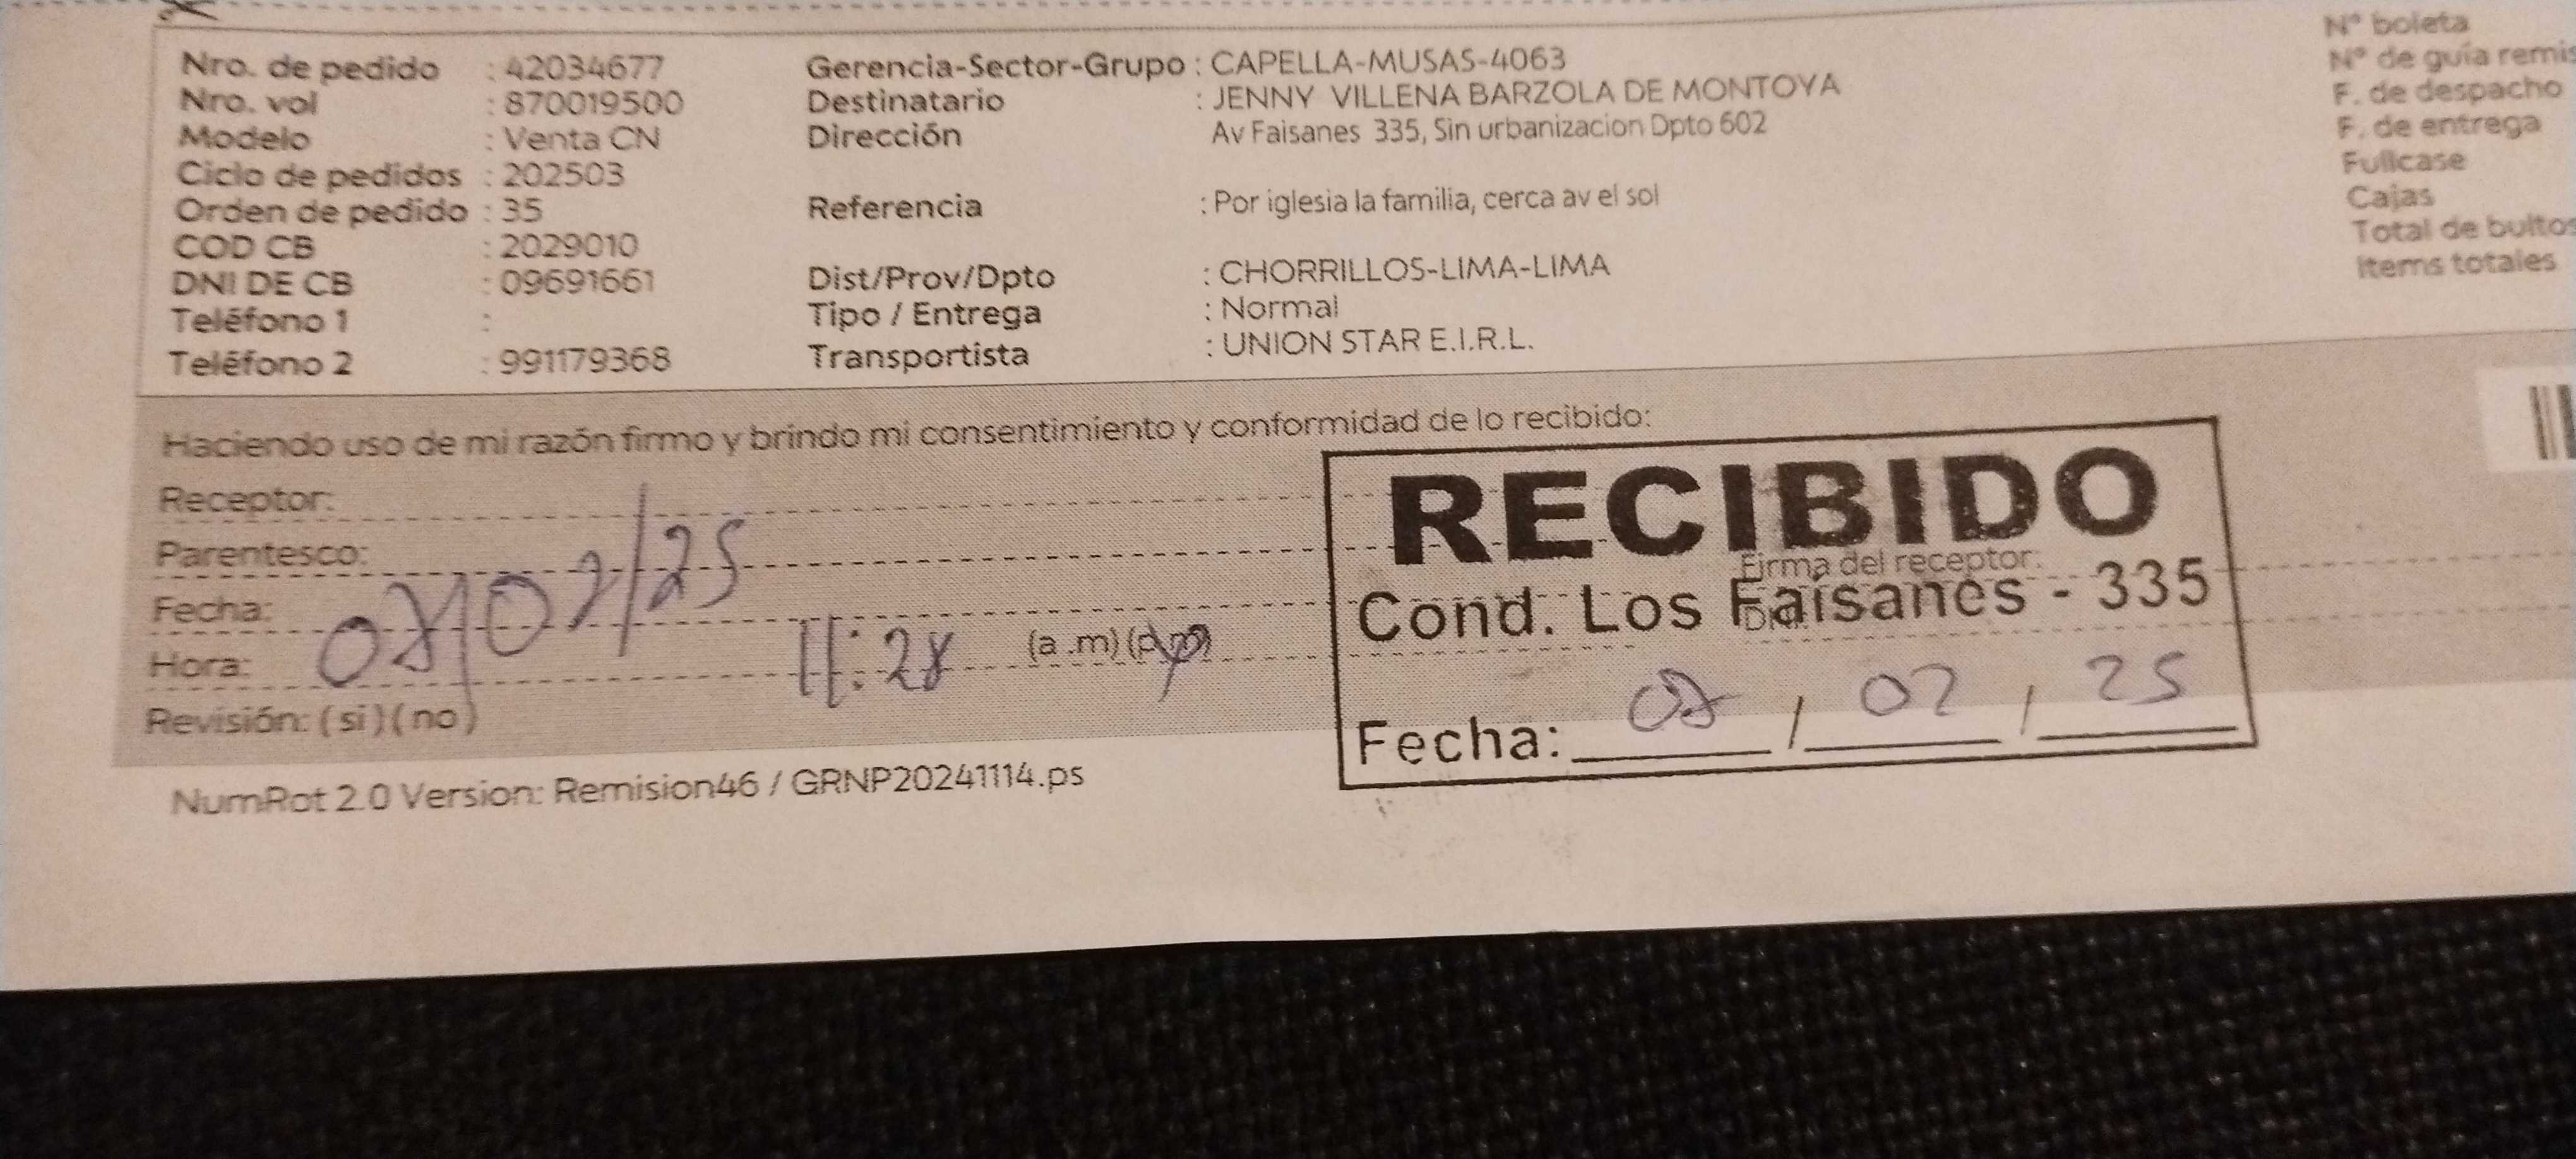 Nro. de pedido : 42034677
Nro. vol : 870019500
Modelo : Venta CN
Ciclo de pedidos : 202503
Orden de pedido : 35
COD CB : 2029010
DNI DE CB : 09691661
Teléfono 1 :
Teléfono 2 : 991179368
Gerencia-Sector-Grupo : CAPELLA-MUSAS-4063
Destinatario : JENNY VILLENA BARZOLA DE MONTOYA
Dirección Av Faisanes 335, Sin urbanizacion Dpto 602
Referencia : Por iglesia la familia, cerca av el sol
Dist/Prov/Dpto : CHORRILLOS-LIMA-LIMA
Tipo / Entrega : Normal
Transportista : UNION STAR E.I.R.L.
N° boleta
N° de guía remis
F. de despacho
F. de entrega
Fullcase
Cajas
Total de bultos
Items totales
Haciendo uso de mi razón firmo y brindo mi consentimiento y conformidad de lo recibido:
Receptor:
Parentesco:
Fecha: 08/02/25
Hora: 11:28 (a.m)(p.m)
Revisión: (si)(no)
Firma del receptor:
DNI:
RECIBIDO
Cond. Los Faisanes - 335
Fecha: 08 / 02 / 25
NumRot 2.0 Version: Remision46 / GRNP20241114.ps